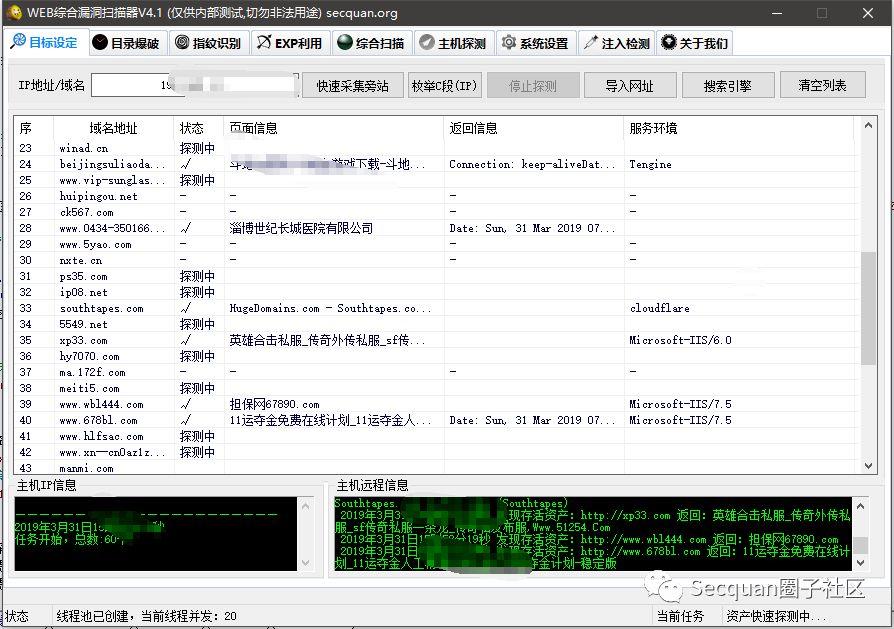 WEB综合漏洞扫描器V4.1 (仅供内部测试,切勿非法用途) secquan.org
目标设定 目录爆破 指纹识别 EXP利用 综合扫描 主机探测 系统设置 注入检测 关于我们
IP地址/域名 快速采集旁站 枚举C段(IP) 停止探测 导入网址 搜索引擎 清空列表
序 域名地址 状态 页面信息 返回信息 服务环境
23 winad.cn 探测中
24 beijingsuliaoda... √ 游戏下载-斗地... Connection: keep-aliveDat... Tengine
25 www.vip-sunglas... 探测中
26 huipingou.net - - - -
27 ck567.com - - - -
28 www.0434-350166... √ 淄博世纪长城医院有限公司 Date: Sun, 31 Mar 2019 07...
29 www.5yao.com - - - -
30 nxte.cn - - - -
31 ps35.com 探测中
32 ip08.net 探测中
33 southtapes.com √ HugeDomains.com - Southtapes.co... cloudflare
34 5549.net 探测中
35 xp33.com √ 英雄合击私服_传奇外传私服_sf传... Microsoft-IIS/6.0
36 hy7070.com 探测中
37 ma.172f.com - - - -
38 meiti5.com 探测中
39 www.wbl444.com √ 担保网67890.com Microsoft-IIS/7.5
40 www.678bl.com √ 11运夺金免费在线计划_11运夺金人... Date: Sun, 31 Mar 2019 07... Microsoft-IIS/7.5
41 www.hlfsac.com 探测中
42 www.xn--cn0az1z... 探测中
43 manmi.com
主机IP信息
2019年3月31日
任务开始，总数:60个
主机远程信息
Southtapes. (Southtapes)
2019年3月3 现存活资产：http://xp33.com 返回：英雄合击私服_传奇外传私
服_sf传奇私服一条龙 发布服,Www.51254.Com
2019年3月31日 19秒 发现存活资产：http://www.wbl444.com 返回：担保网67890.com
2019年3月31日 发现存活资产：http://www.678bl.com 返回：11运夺金免费在线计
划_11运夺金人工 夺金计划-稳定版
Secquan圈子社区
状态 线程池已创建，当前线程并发：20 当前任务 资产快速探测中...